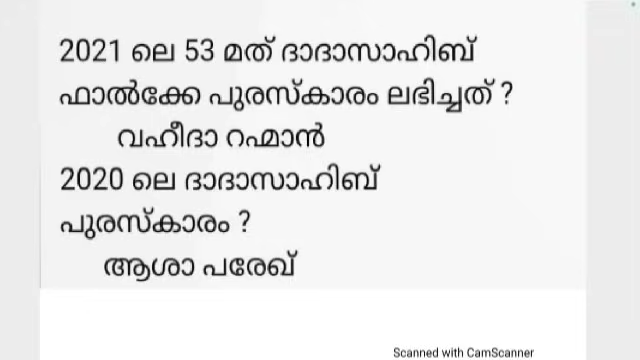 2021 ലെ 53 മത് ദാദാസാഹിബ്
ഫാൽക്കേ പുരസ്കാരം ലഭിച്ചത് ?
വഹീദാ റഹ്മാൻ
2020 ലെ ദാദാസാഹിബ്
പുരസ്കാരം ?
ആശാ പരേഖ്
Scanned with CamScanner